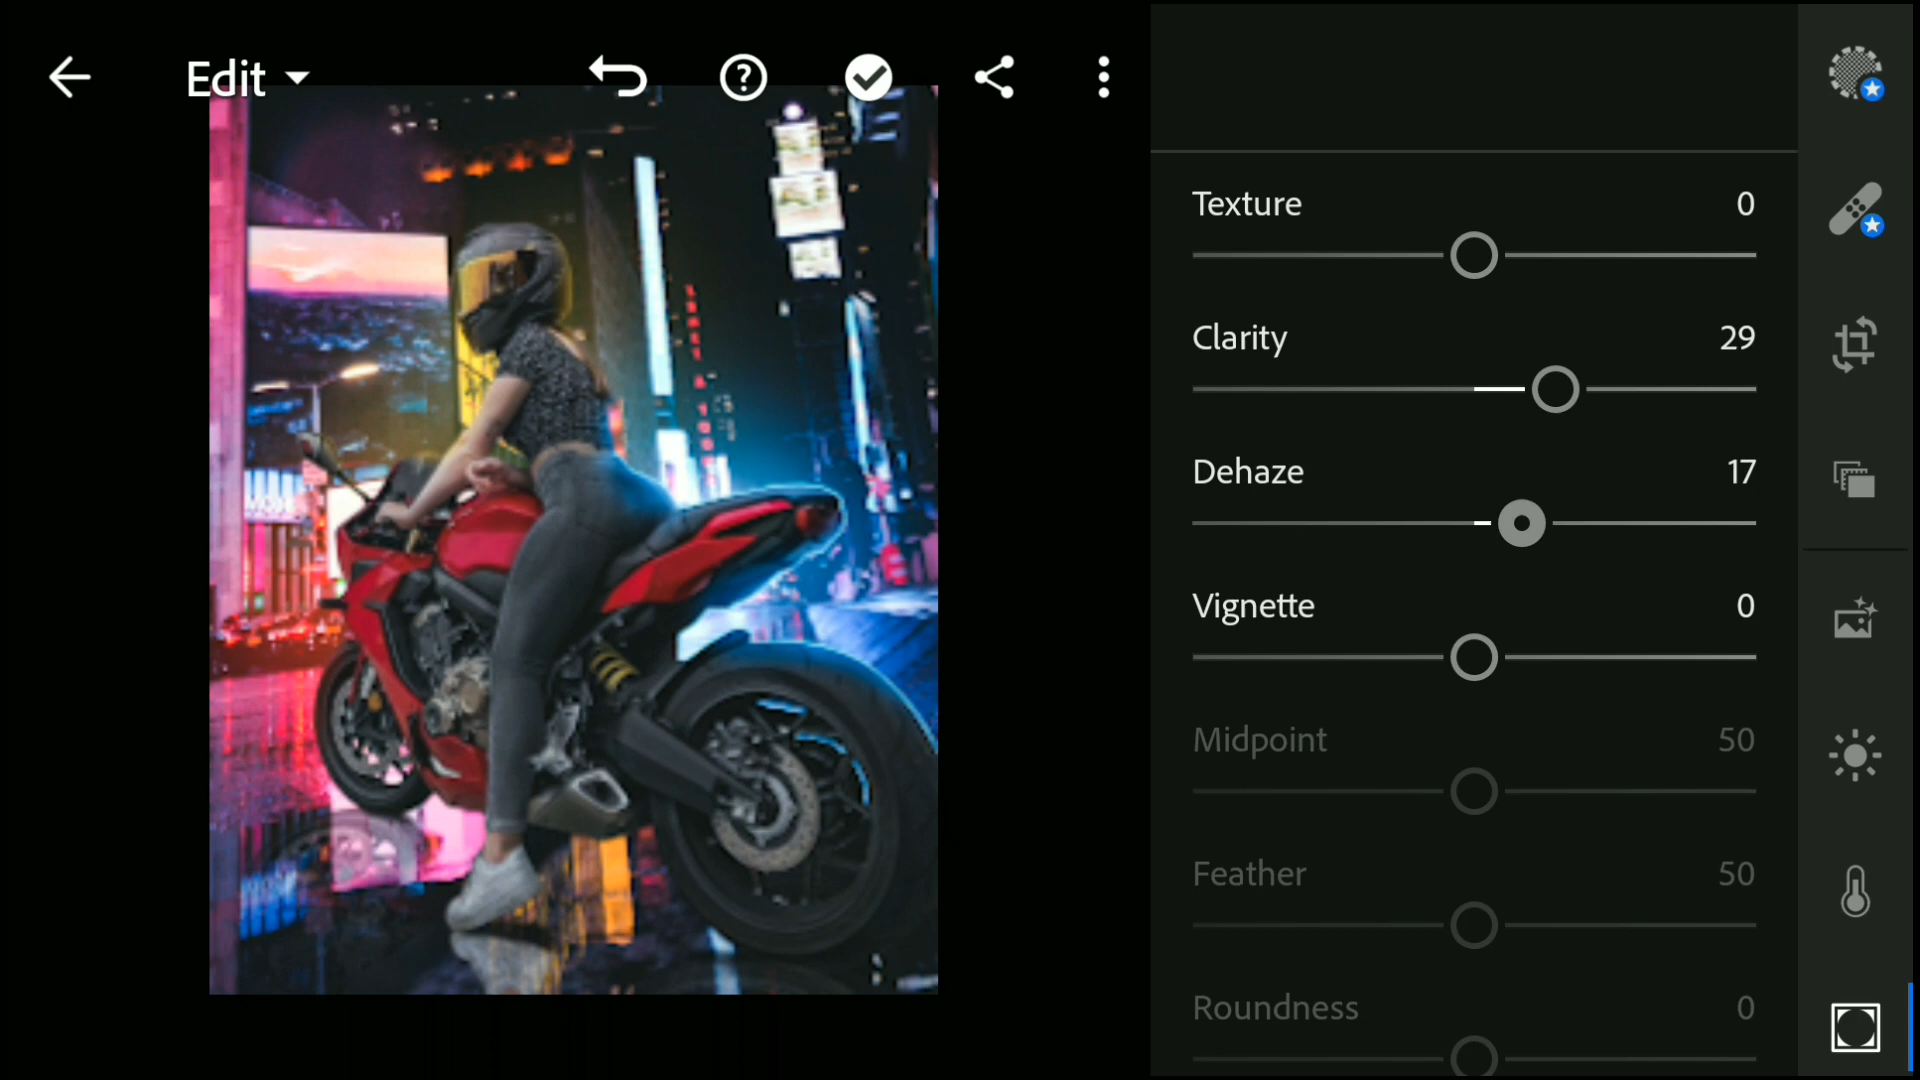 Edit
Texture 0
Clarity 29
Dehaze 17
Vignette 0
Midpoint 50
Feather 50
Roundness 0